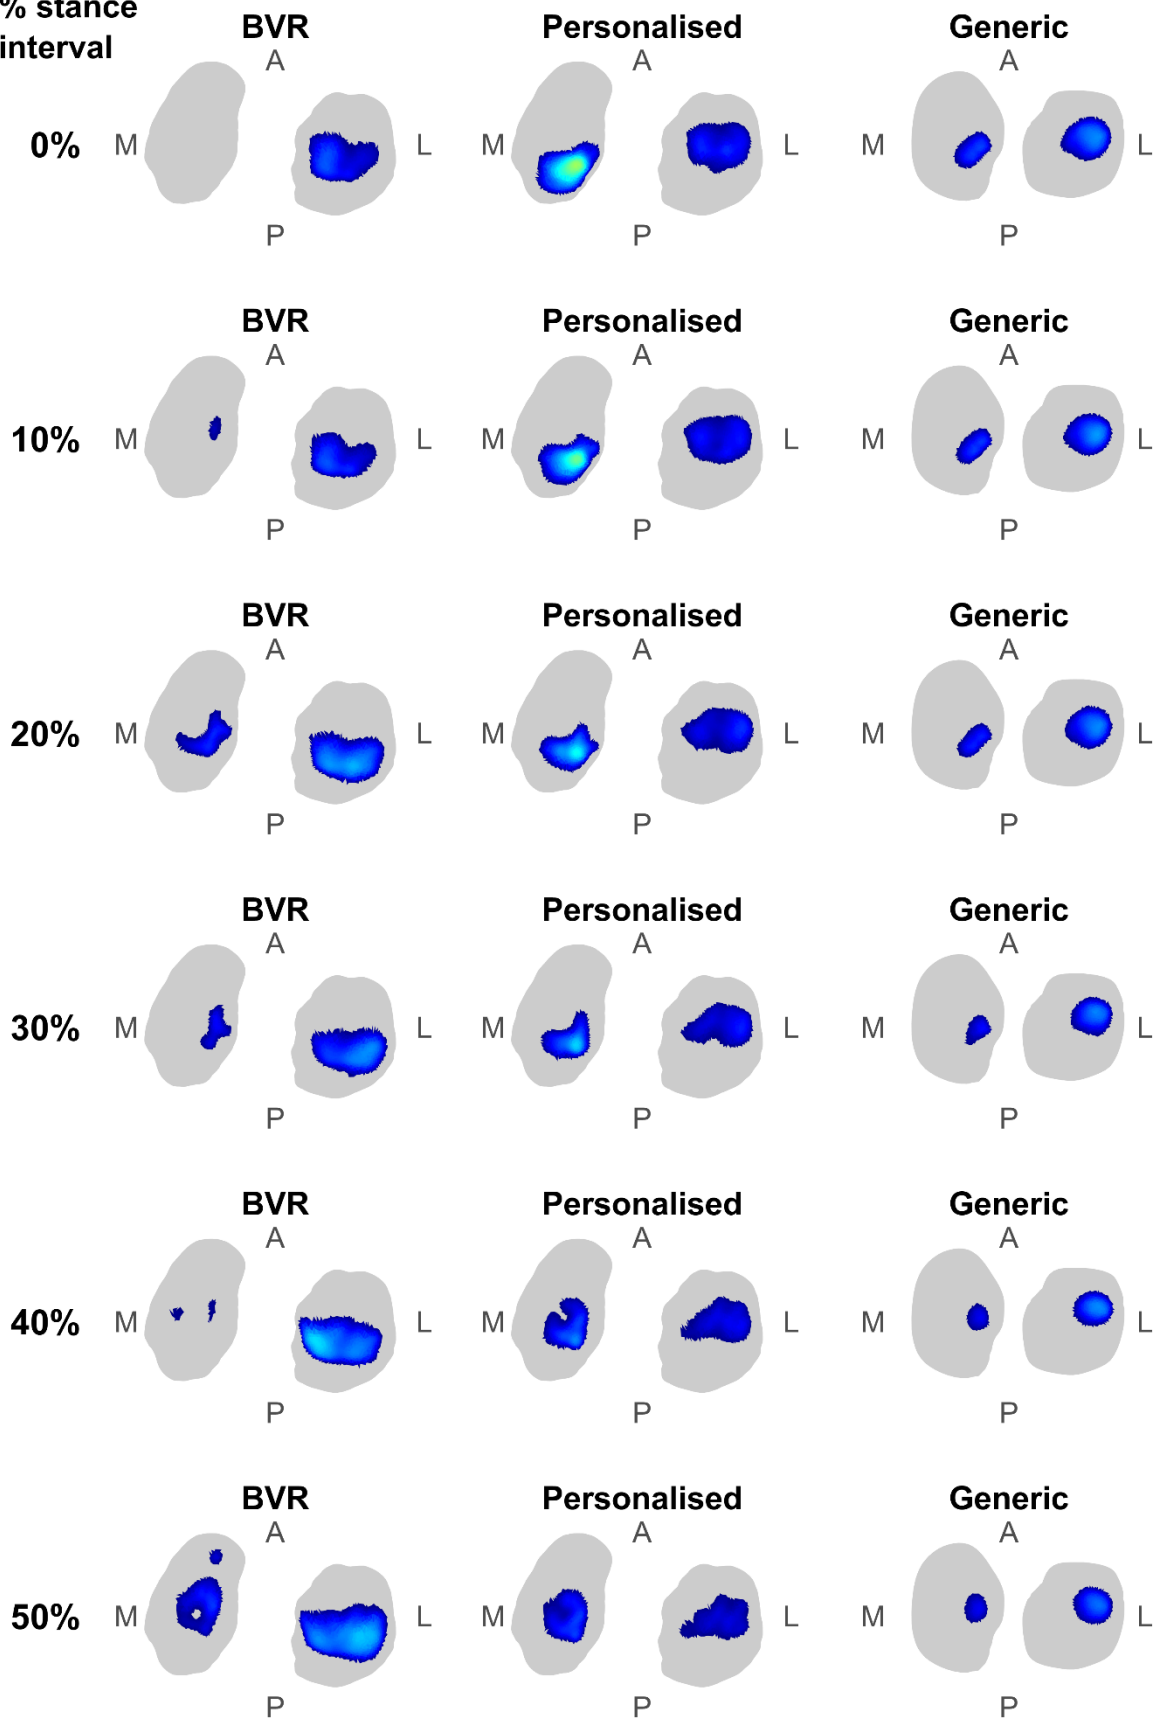 % stance
interval
BVR Personalised Generic
A A A
0% M L M L M L
P P P
BVR Personalised Generic
A A A
10% M L M L M L
P P P
BVR Personalised Generic
A A A
20% M L M L M L
P P P
BVR Personalised Generic
A A A
30% M L M L M L
P P P
BVR Personalised Generic
A A A
40% M L M L M L
P P P
BVR Personalised Generic
A A A
50% M L M L M L
P P P